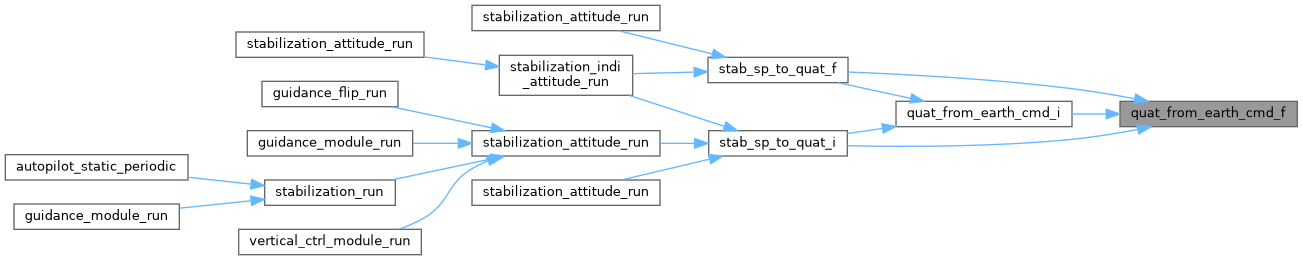 stabilization_attitude_run
stabilization_attitude_run
stabilization_indi
_attitude_run
stab_sp_to_quat_f
guidance_flip_run
quat_from_earth_cmd_i
quat_from_earth_cmd_f
guidance_module_run
stabilization_attitude_run
stab_sp_to_quat_i
autopilot_static_periodic
stabilization_run
stabilization_attitude_run
guidance_module_run
vertical_ctrl_module_run